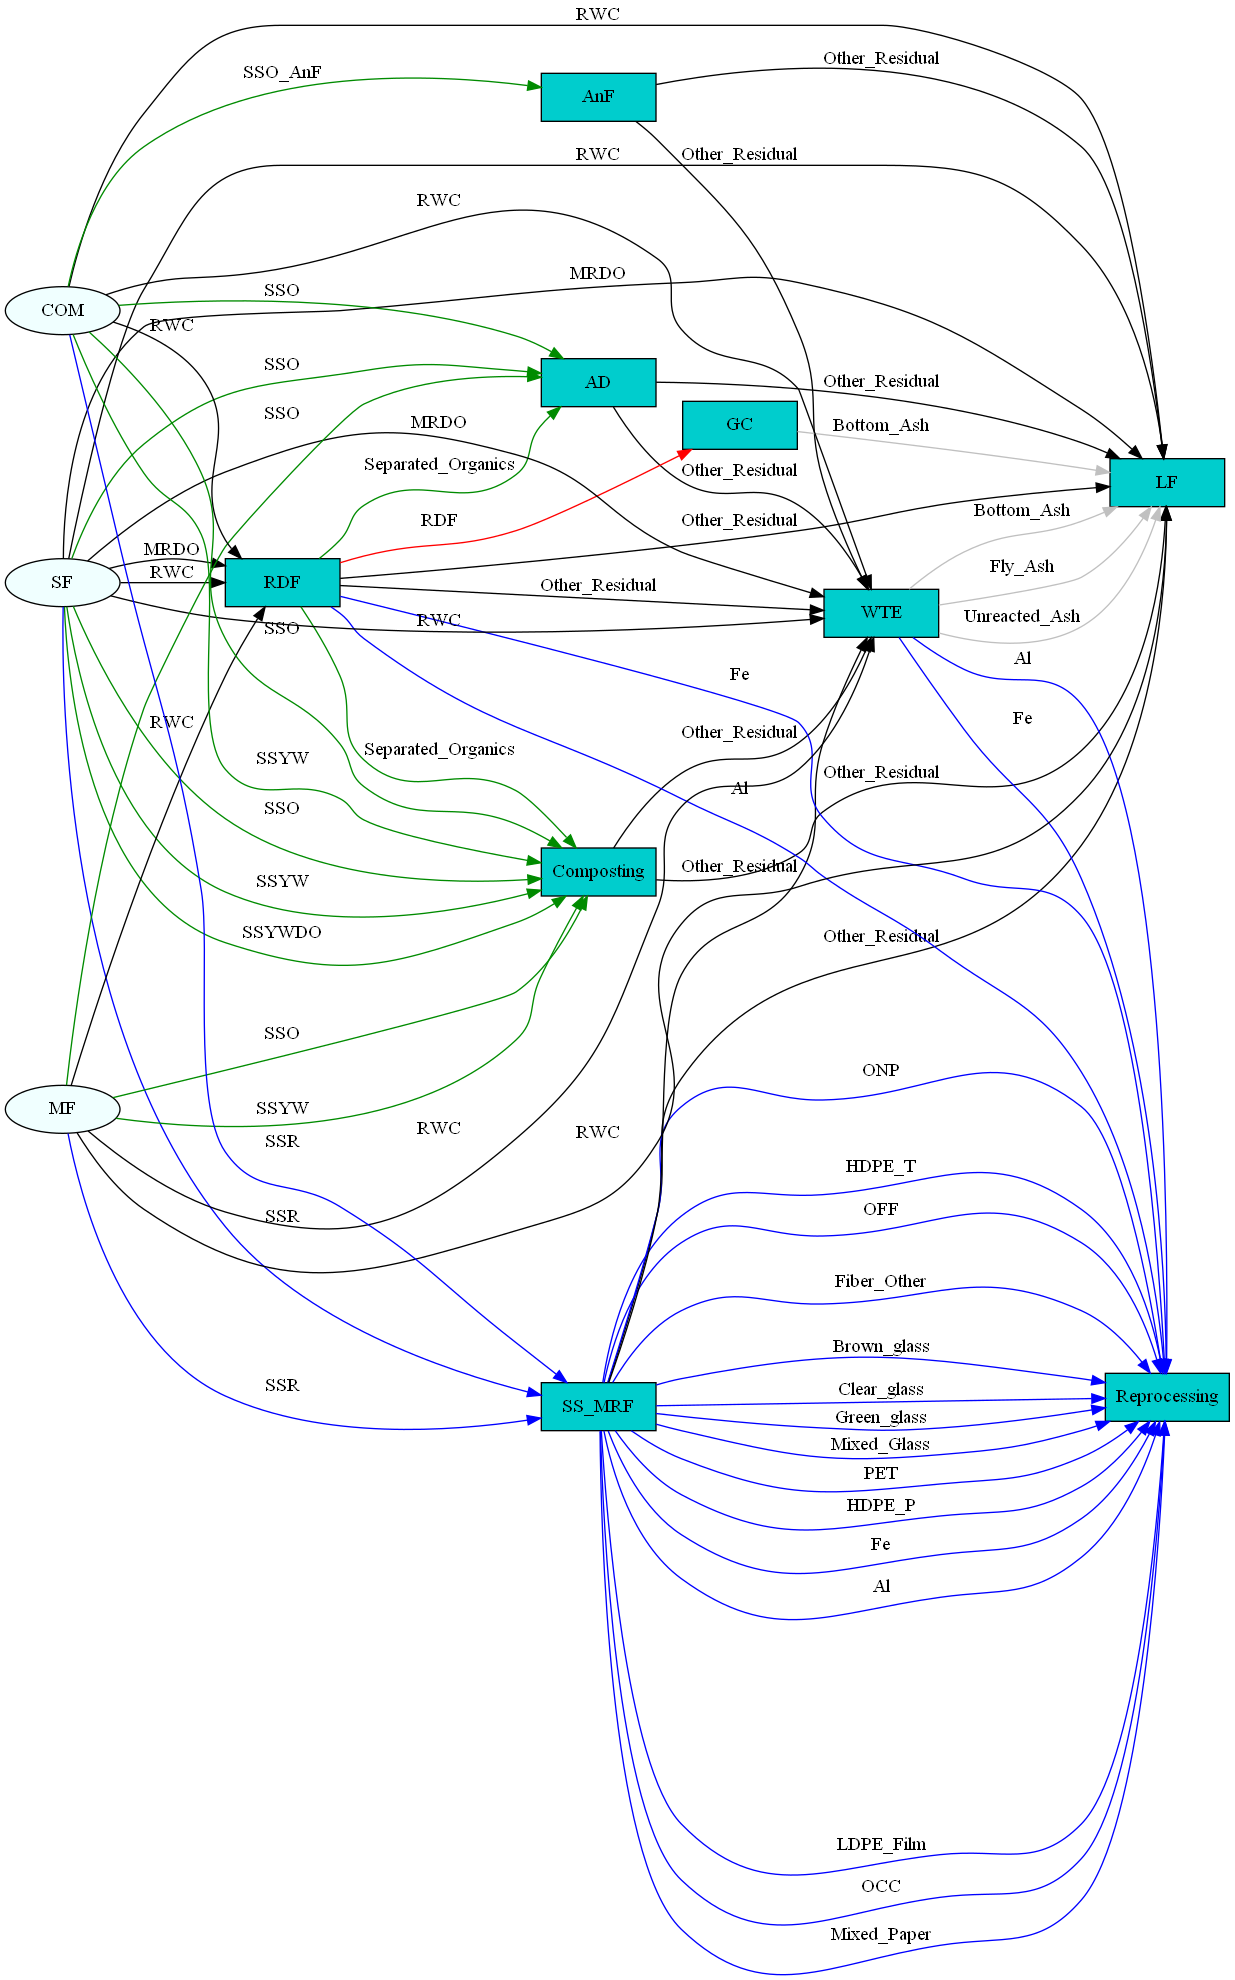 RWC
Other_Residual
SSO_AnF
AnF
RWC
Other_Residual
RWC
MRDO
SSO
COM
RWC
SSO
AD
Other_Residual
SSO
MRDO
GC
Bottom_Ash
Separated_Organics
Other_Residual
LF
RDF
Other_Residual
Bottom_Ash
MRDO
Fly_Ash
RWC
SF
RDF
Other_Residual
WTE
Unreacted_Ash
RWC
SSO
Al
Fe
RWC
Fe
Other_Residual
Separated_Organics
SSYW
Other_Residual
Al
SSO
Other_Residual
Composting
SSYW
SSYWDO
Other_Residual
SSO
ONP
MF
SSYW
RWC
RWC
SSR
HDPE_T
OFF
SSR
Fiber_Other
Brown_glass
SSR
Clear_glass
Reprocessing
SS_MRF
Green_glass
Mixed_Glass
PET
HDPE_P
Fe
Al
LDPE_Film
OCC
Mixed_Paper